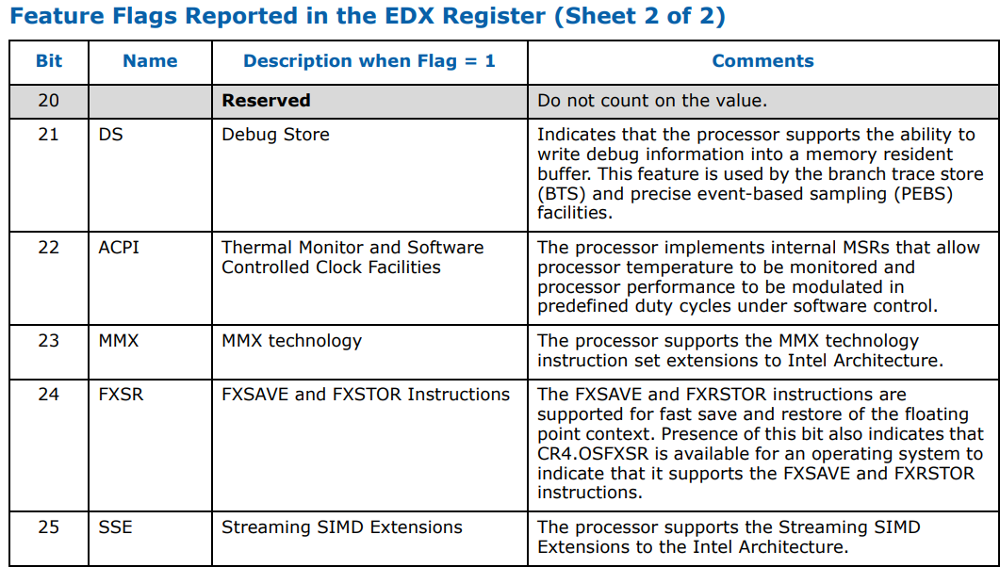 Feature Flags Reported in the EDX Register (Sheet 2 of 2)
Bit Name Description when Flag = 1 Comments
20 Reserved Do not count on the value.
21 DS Debug Store Indicates that the processor supports the ability to
write debug information into a memory resident
buffer. This feature is used by the branch trace store
(BTS) and precise event-based sampling (PEBS)
facilities.
22 ACPI Thermal Monitor and Software The processor implements internal MSRs that allow
Controlled Clock Facilities processor temperature to be monitored and
processor performance to be modulated in
predefined duty cycles under software control.
23 MMX MMX technology The processor supports the MMX technology
instruction set extensions to Intel Architecture.
24 FXSR FXSAVE and FXSTOR Instructions The FXSAVE and FXRSTOR instructions are
supported for fast save and restore of the floating
point context. Presence of this bit also indicates that
CR4.OSFXSR is available for an operating system to
indicate that it supports the FXSAVE and FXRSTOR
instructions.
25 SSE Streaming SIMD Extensions The processor supports the Streaming SIMD
Extensions to the Intel Architecture.